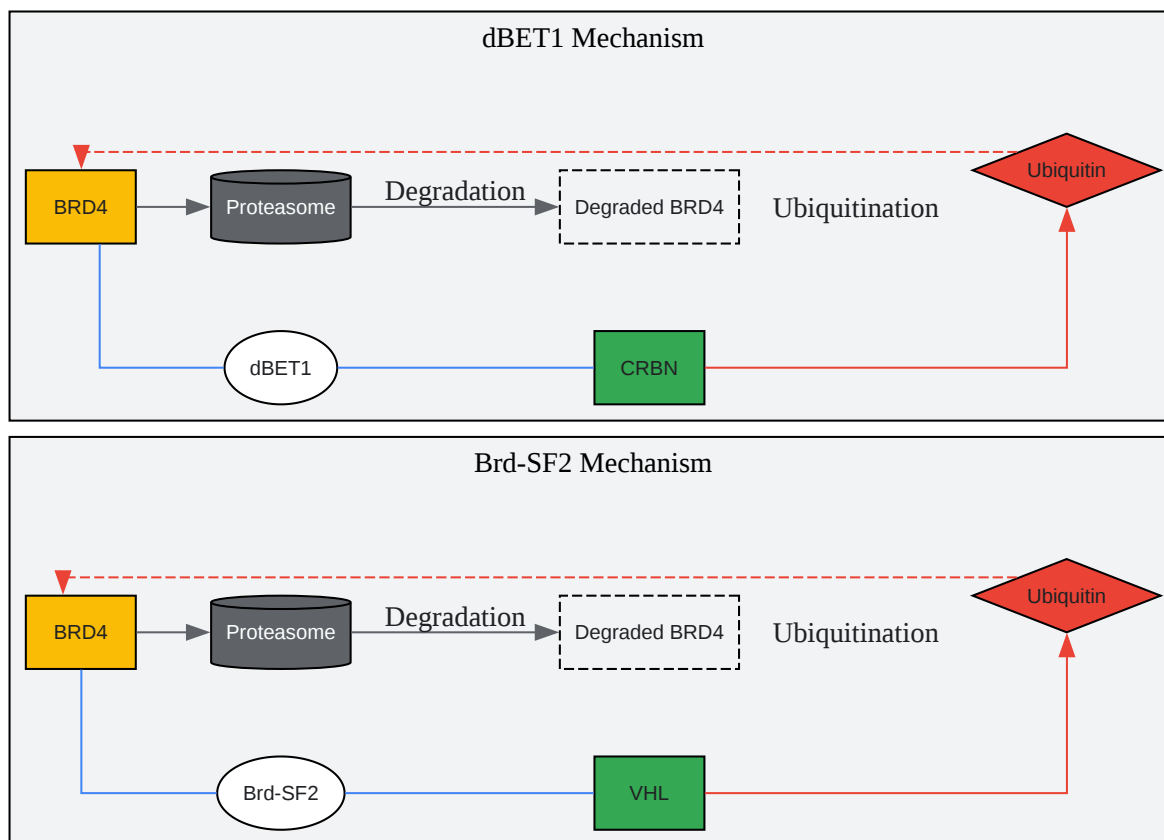 dBET1 Mechanism
Ubiquitin
BRD4
Proteasome
Degradation
Degraded BRD4
Ubiquitination
dBET1
CRBN
Brd-SF2 Mechanism
Ubiquitin
BRD4
Proteasome
Degradation
Degraded BRD4
Ubiquitination
Brd-SF2
VHL